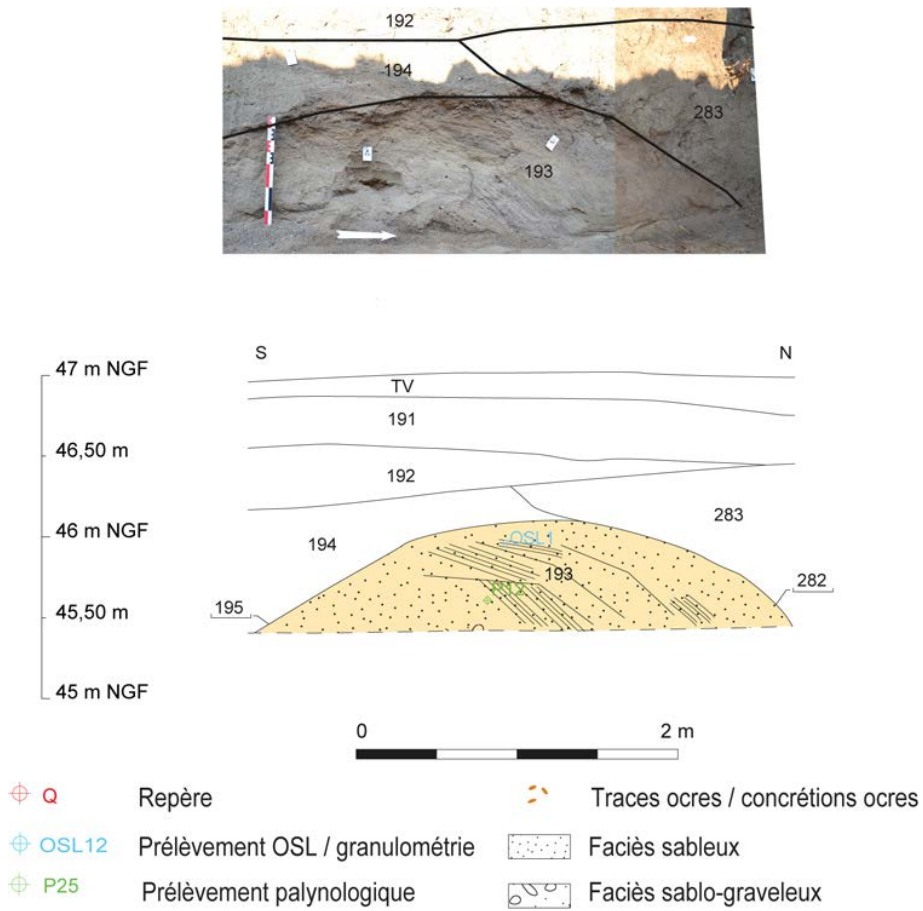 192
194
283
193
S N
47 m NGF
TV
191
46,50 m
192
46 m
283
194
OSL1
193
282
P12
45,50 m
195
45 m NGF
0 2 m
Q Repère Traces ocres / concrétions ocres
OSL12 Prélèvement OSL / granulométrie Faciès sableux
P25 Prélèvement palynologique Faciès sablo-graveleux